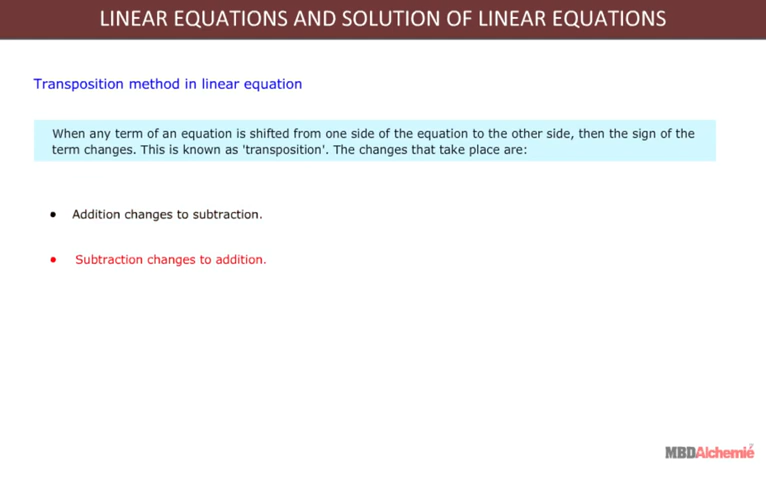 LINEAR EQUATIONS AND SOLUTION OF LINEAR EQUATIONS
Transposition method in linear equation
When any term of an equation is shifted from one side of the equation to the other side, then the sign of the
term changes. This is known as 'transposition'. The changes that take place are:
• Addition changes to subtraction.
• Subtraction changes to addition.
MBDAlchemie